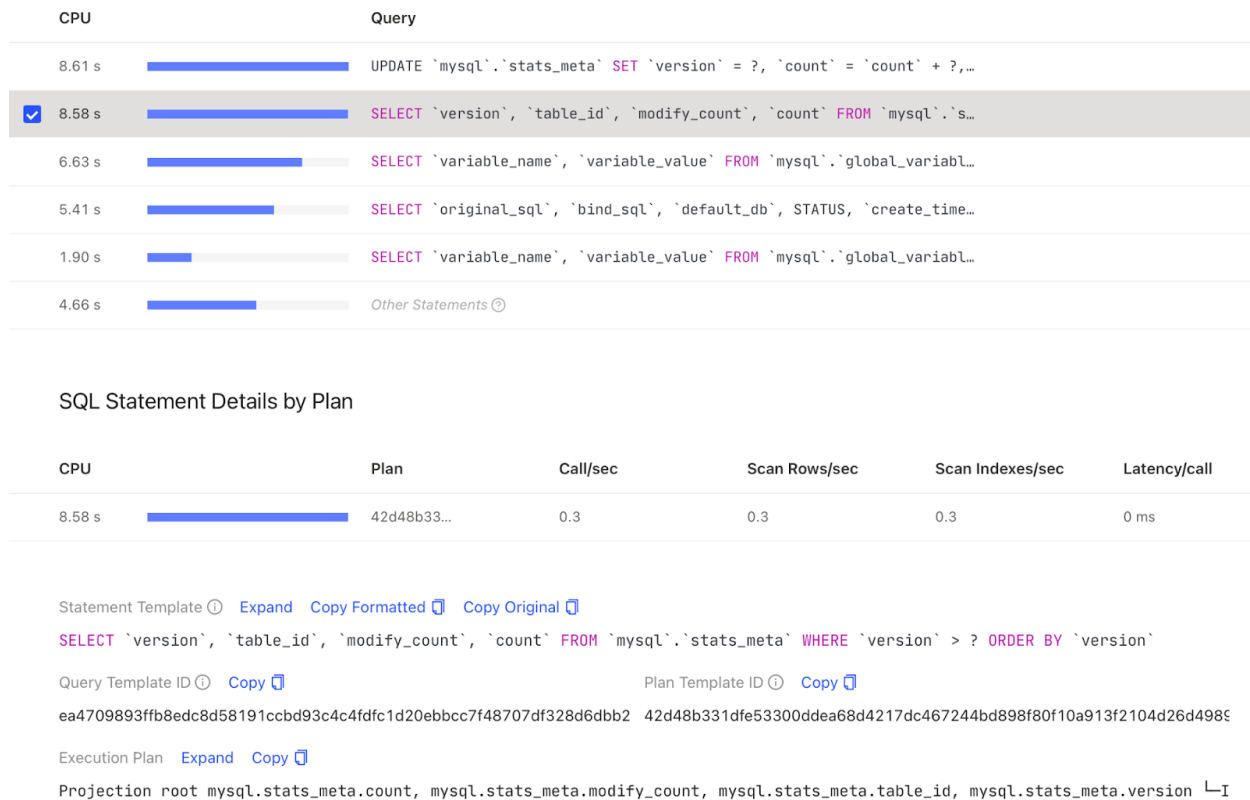 CPU Query
8.61 s UPDATE `mysql`.`stats_meta` SET `version` = ?, `count` = `count` + ?,…
8.58 s SELECT `version`, `table_id`, `modify_count`, `count` FROM `mysql`.`s…
6.63 s SELECT `variable_name`, `variable_value` FROM `mysql`.`global_variabl…
5.41 s SELECT `original_sql`, `bind_sql`, `default_db`, STATUS, `create_time…
1.90 s SELECT `variable_name`, `variable_value` FROM `mysql`.`global_variabl…
4.66 s Other Statements
SQL Statement Details by Plan
CPU Plan Call/sec Scan Rows/sec Scan Indexes/sec Latency/call
8.58 s 42d48b33... 0.3 0.3 0.3 0 ms
Statement Template Expand Copy Formatted Copy Original
SELECT `version`, `table_id`, `modify_count`, `count` FROM `mysql`.`stats_meta` WHERE `version` > ? ORDER BY `version`
Query Template ID Copy Plan Template ID Copy
ea4709893ffb8edc8d58191ccbd93c4c4fdfc1d20ebbcc7f48707df328d6dbb2 42d48b331dfe53300ddea68d4217dc467244bd898f80f10a913f2104d26d4989
Execution Plan Expand Copy
Projection root mysql.stats_meta.count, mysql.stats_meta.modify_count, mysql.stats_meta.table_id, mysql.stats_meta.version └─I